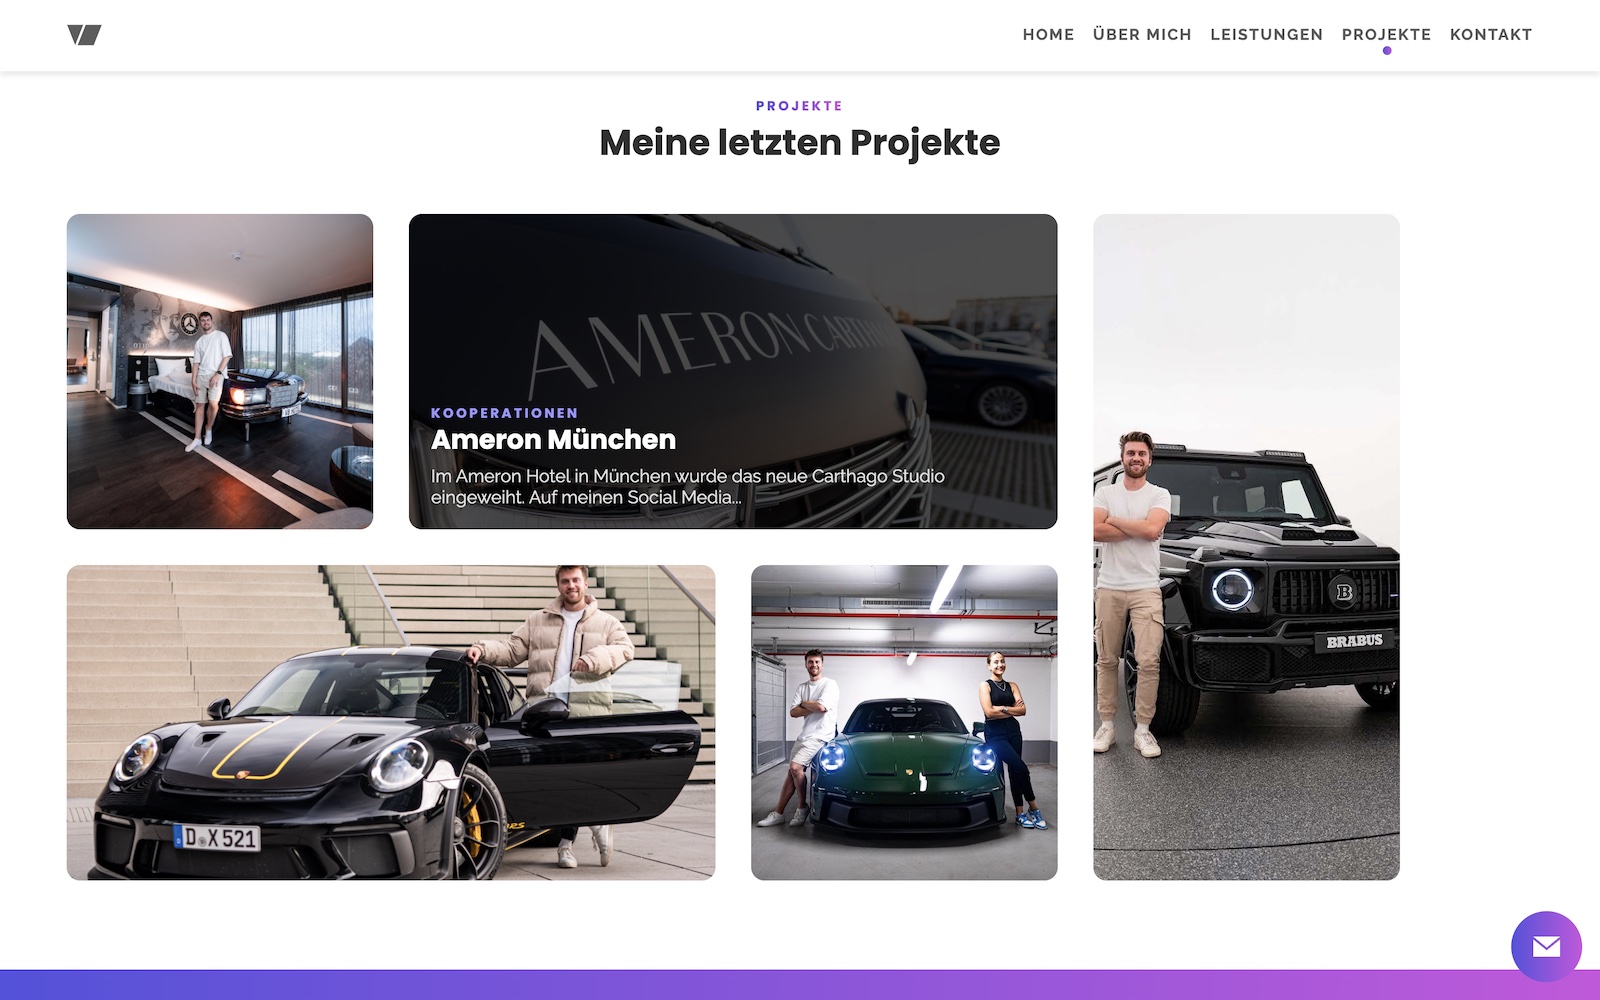 HOME ÜBER MICH LEISTUNGEN PROJEKTE KONTAKT
PROJEKTE
Meine letzten Projekte
OTTO
AMERON CARTHA
KOOPERATIONEN
Ameron München
Im Ameron Hotel in München wurde das neue Carthago Studio
eingeweiht. Auf meinen Social Media...
B
BRABUS
D X 521